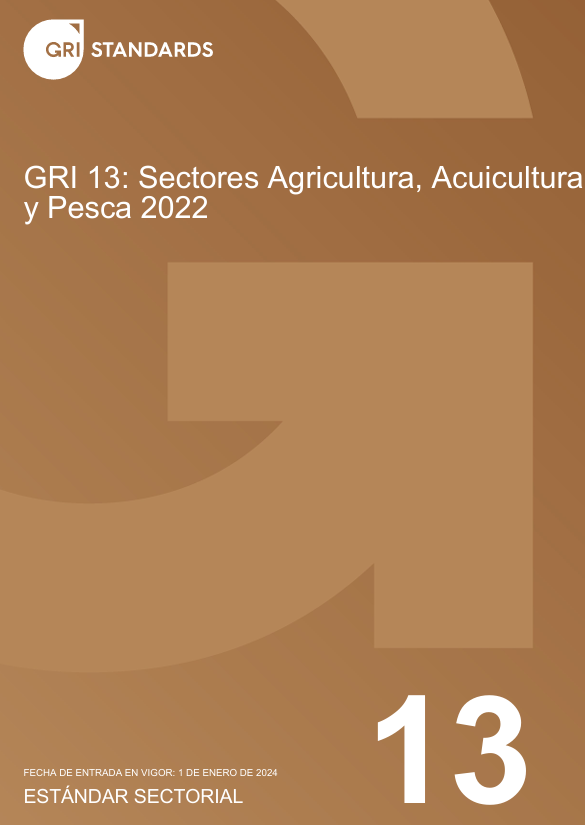 GRI STANDARDS
GRI 13: Sectores Agricultura, Acuicultura
y Pesca 2022
13
FECHA DE ENTRADA EN VIGOR: 1 DE ENERO DE 2024
ESTÁNDAR SECTORIAL